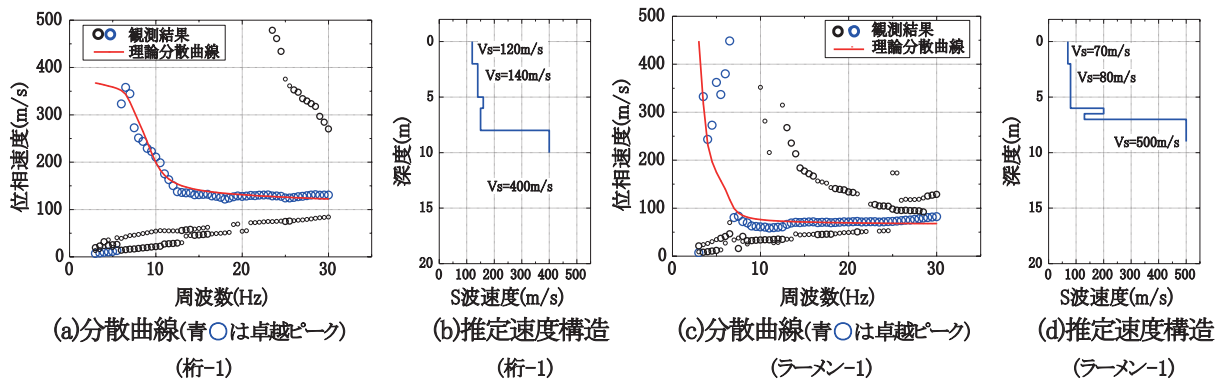 500
400
300
200
100
0
位相速度(m/s)
0
10
20
30
周波数(Hz)
観測結果
理論分散曲線
(a)分散曲線(青○は卓越ピーク)
(桁-1)
0
5
10
15
20
深度(m)
0 100 200 300 400 500
S波速度(m/s)
Vs=120m/s
Vs=140m/s
Vs=400m/s
(b)推定速度構造
(桁-1)
500
400
300
200
100
0
位相速度(m/s)
0
10
20
30
周波数(Hz)
観測結果
理論分散曲線
(c)分散曲線(青○は卓越ピーク)
(ラーメン-1)
0
5
10
15
20
深度(m)
0 100 200 300 400 500
S波速度(m/s)
Vs=70m/s
Vs=80m/s
Vs=500m/s
(d)推定速度構造
(ラーメン-1)